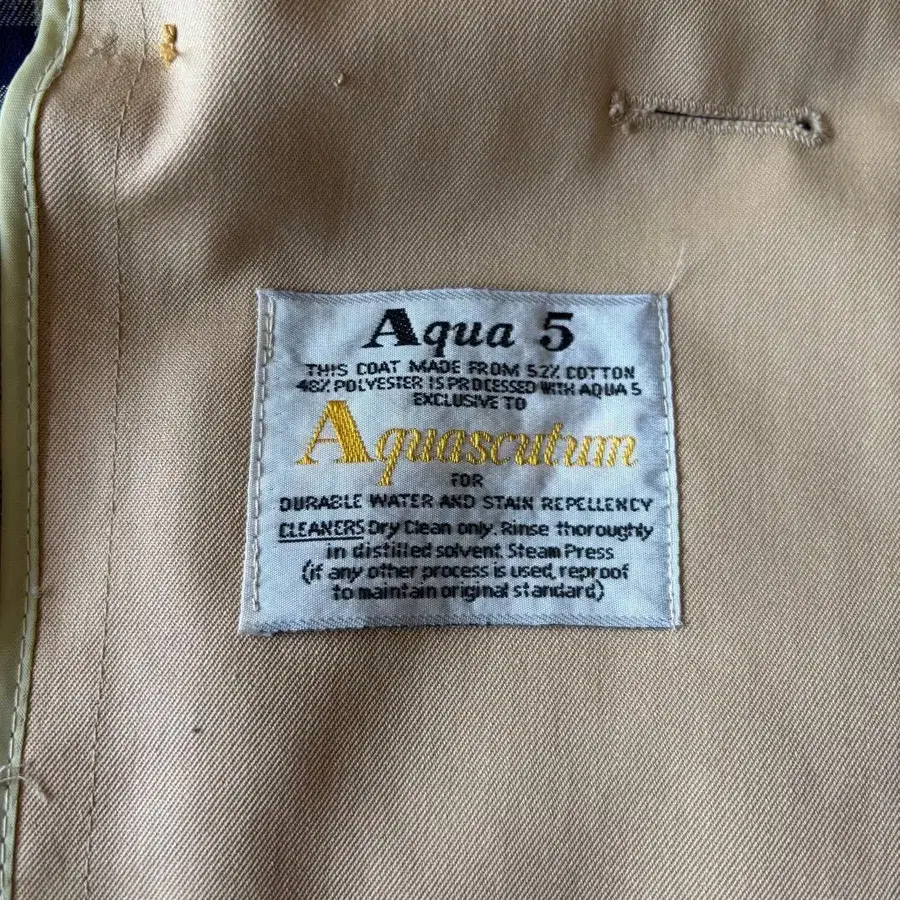 Aqua 5
THIS COAT MADE FROM 52% COTTON
48% POLYESTER IS PROCESSED WITH AQUA 5
EXCLUSIVE TO
Aquascutum
FOR
DURABLE WATER AND STAIN REPELLENCY
CLEANERS Dry Clean only. Rinse thoroughly
in distilled solvent. Steam Press
(if any other process is used, reproof
to maintain original standard)